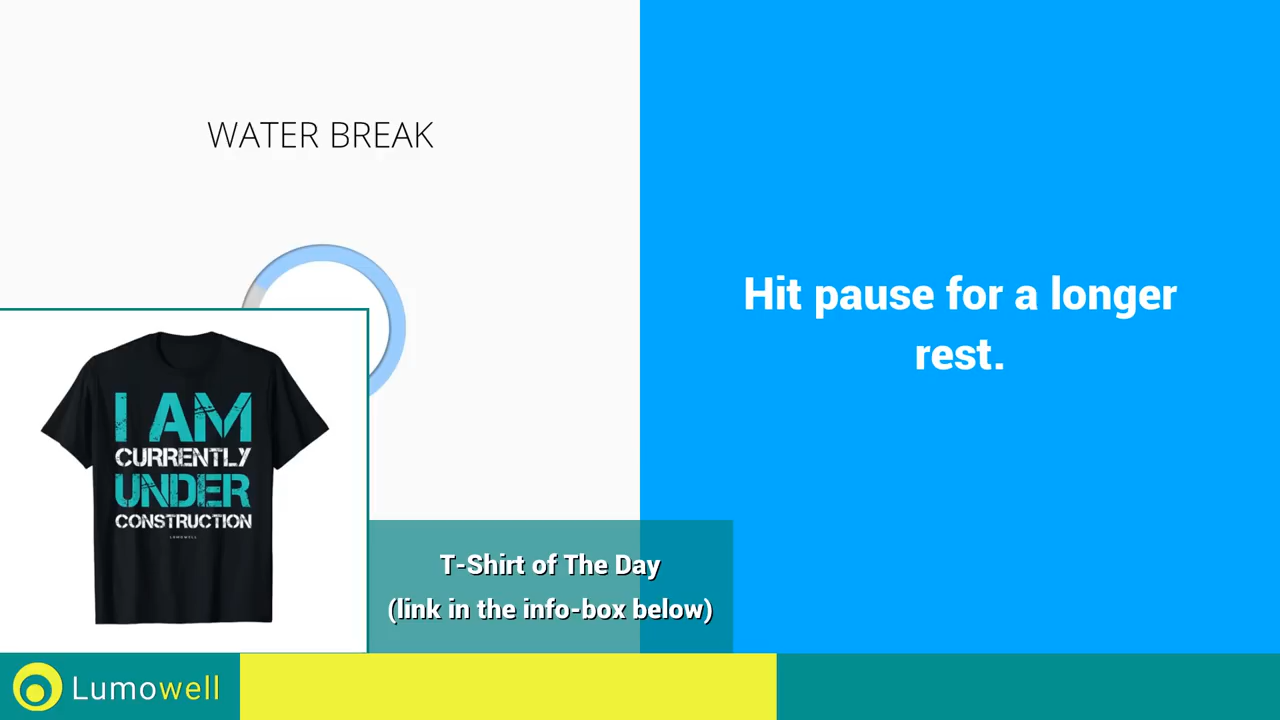 WATER BREAK
Hit pause for a longer
rest.
I AM
CURRENTLY
UNDER
CONSTRUCTION
LUMOWELL
T-Shirt of The Day
(link in the info-box below)
Lumowell